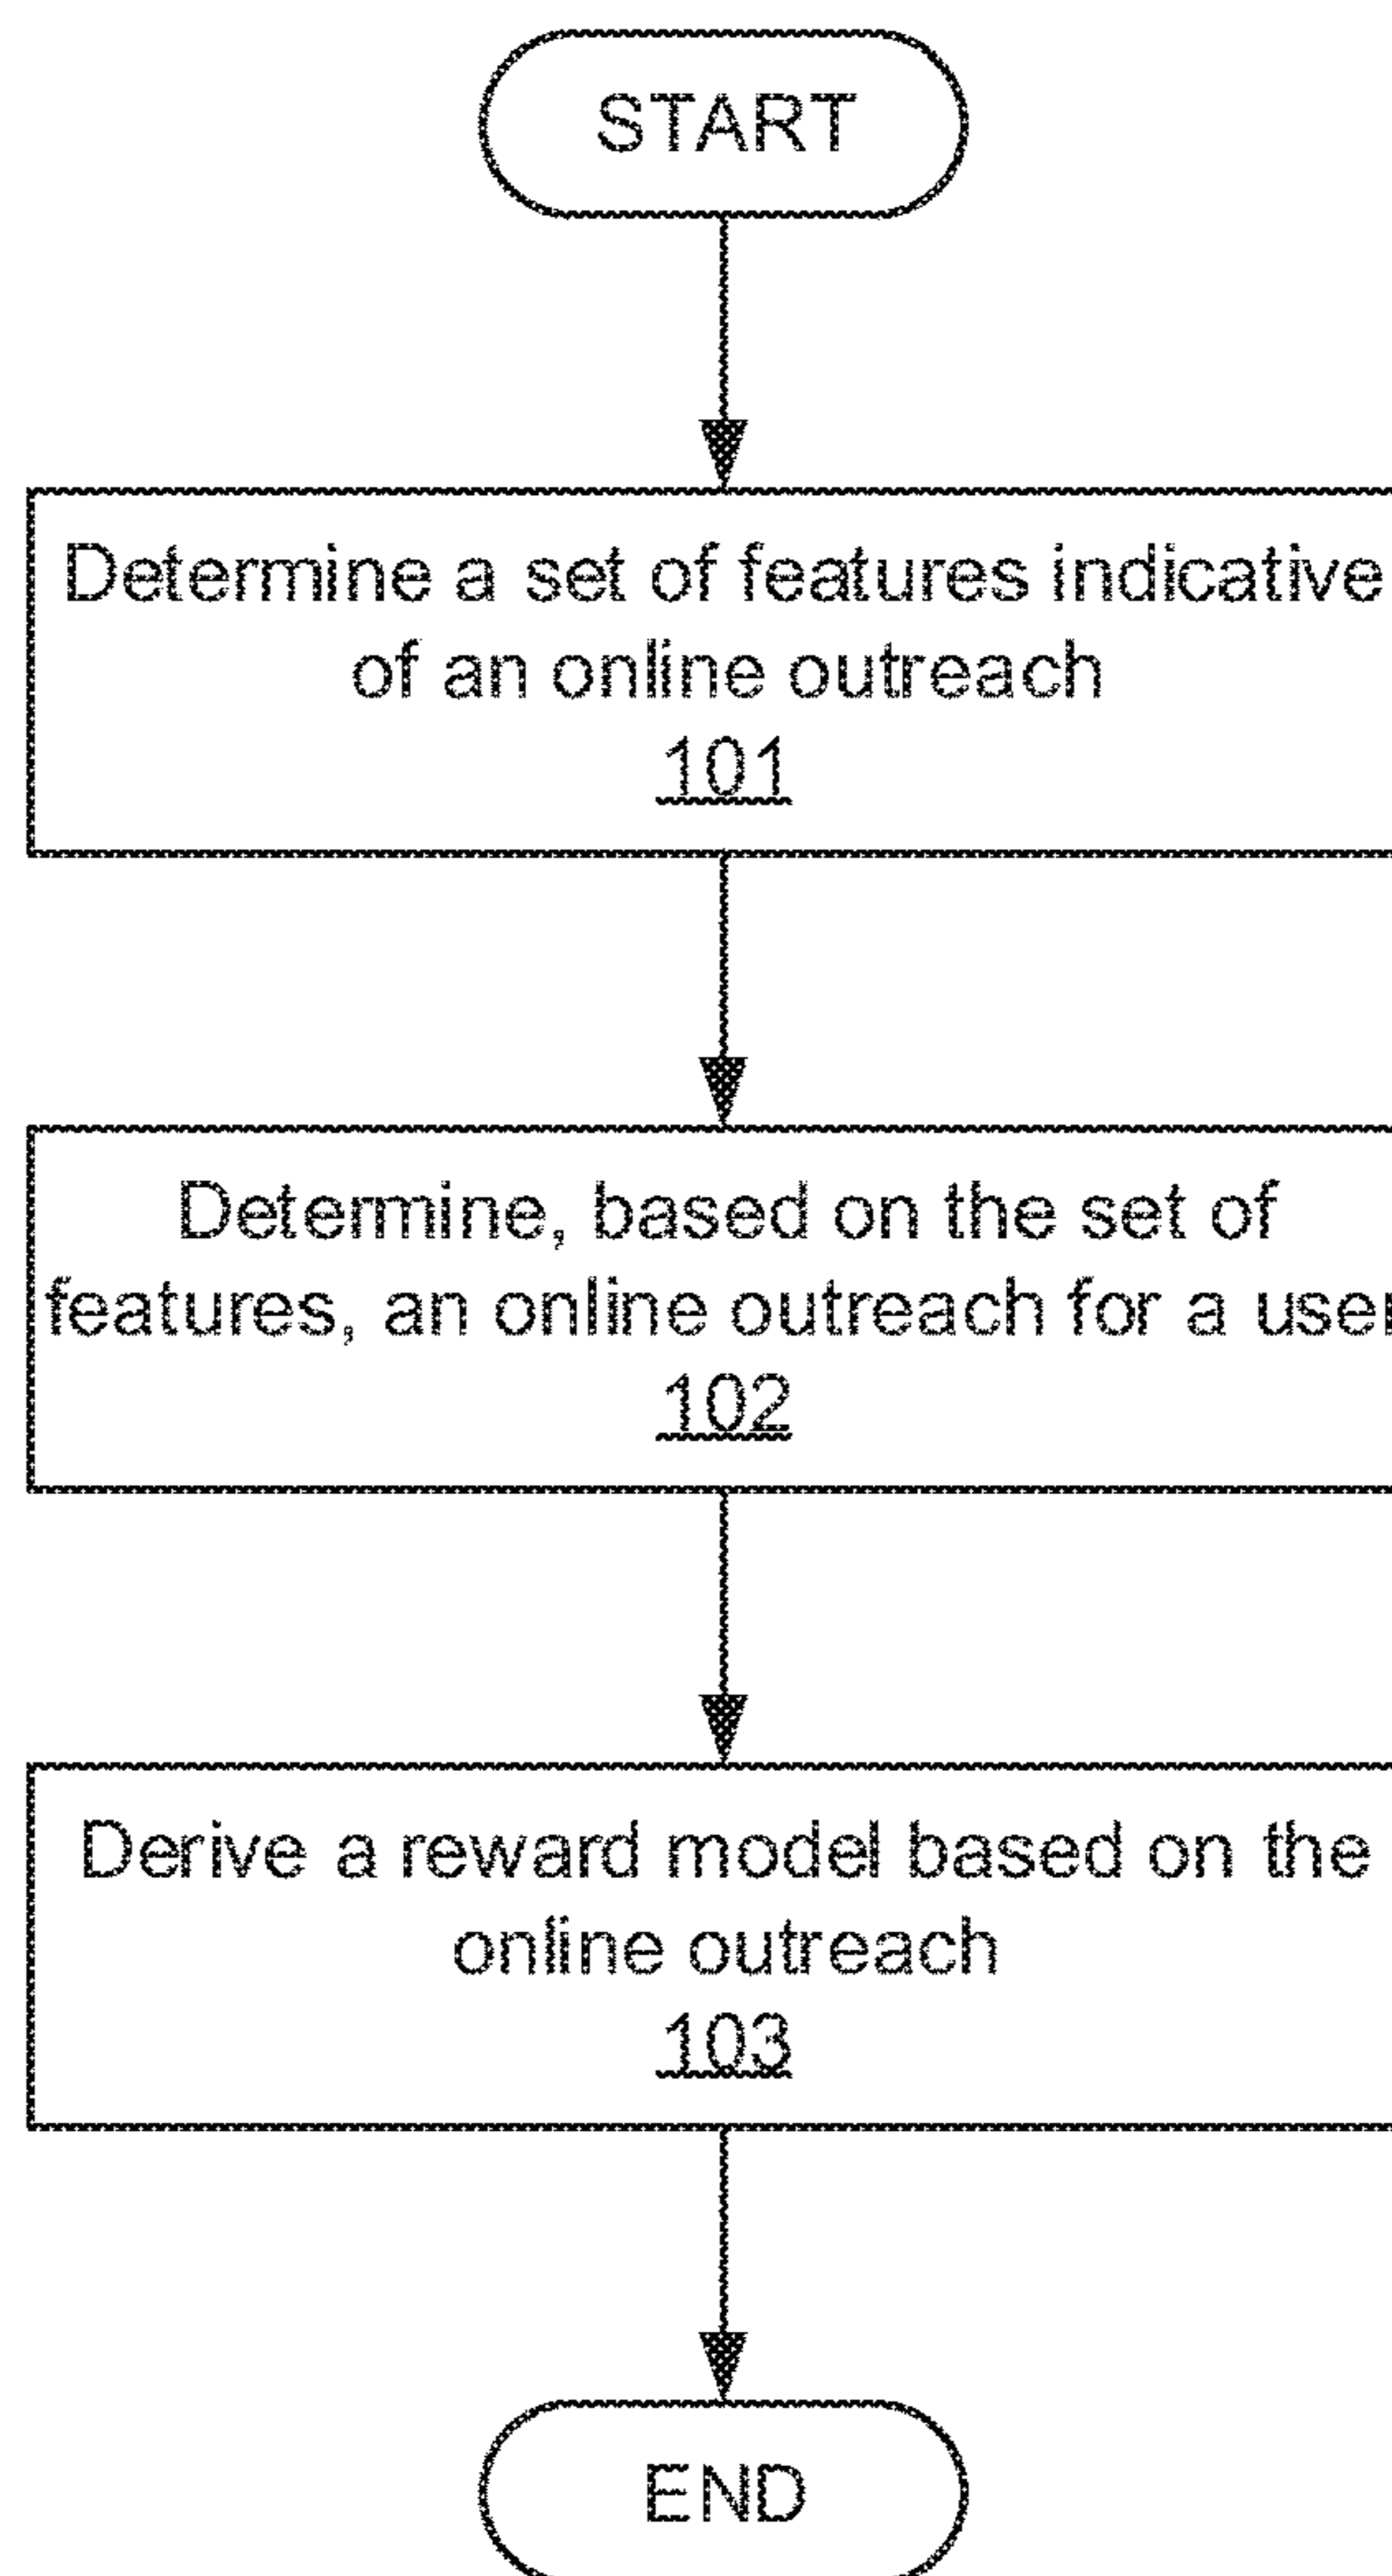 START
Determine a set of features indicative
of an online outreach
101
Determine, based on the set of
features, an online outreach for a user
102
Derive a reward model based on the
online outreach
103
END